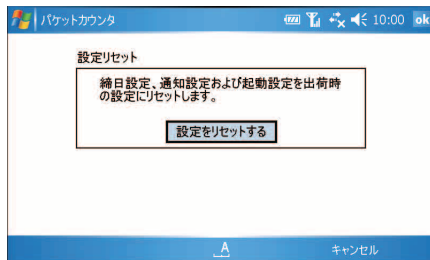 パケットカウンタ 10:00 ok
設定リセット
締日設定、通知設定および起動設定を出荷時
の設定にリセットします。
設定をリセットする
A キャンセル